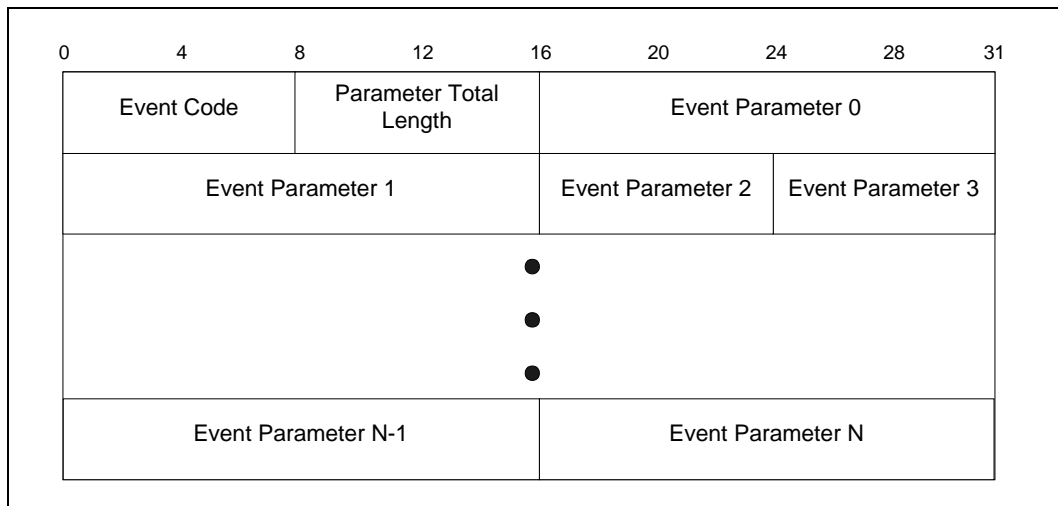 0 4 8 12 16 20 24 28 31
Event Code
Parameter Total
Length
Event Parameter 0
Event Parameter 1
Event Parameter 2
Event Parameter 3
Event Parameter N-1
Event Parameter N